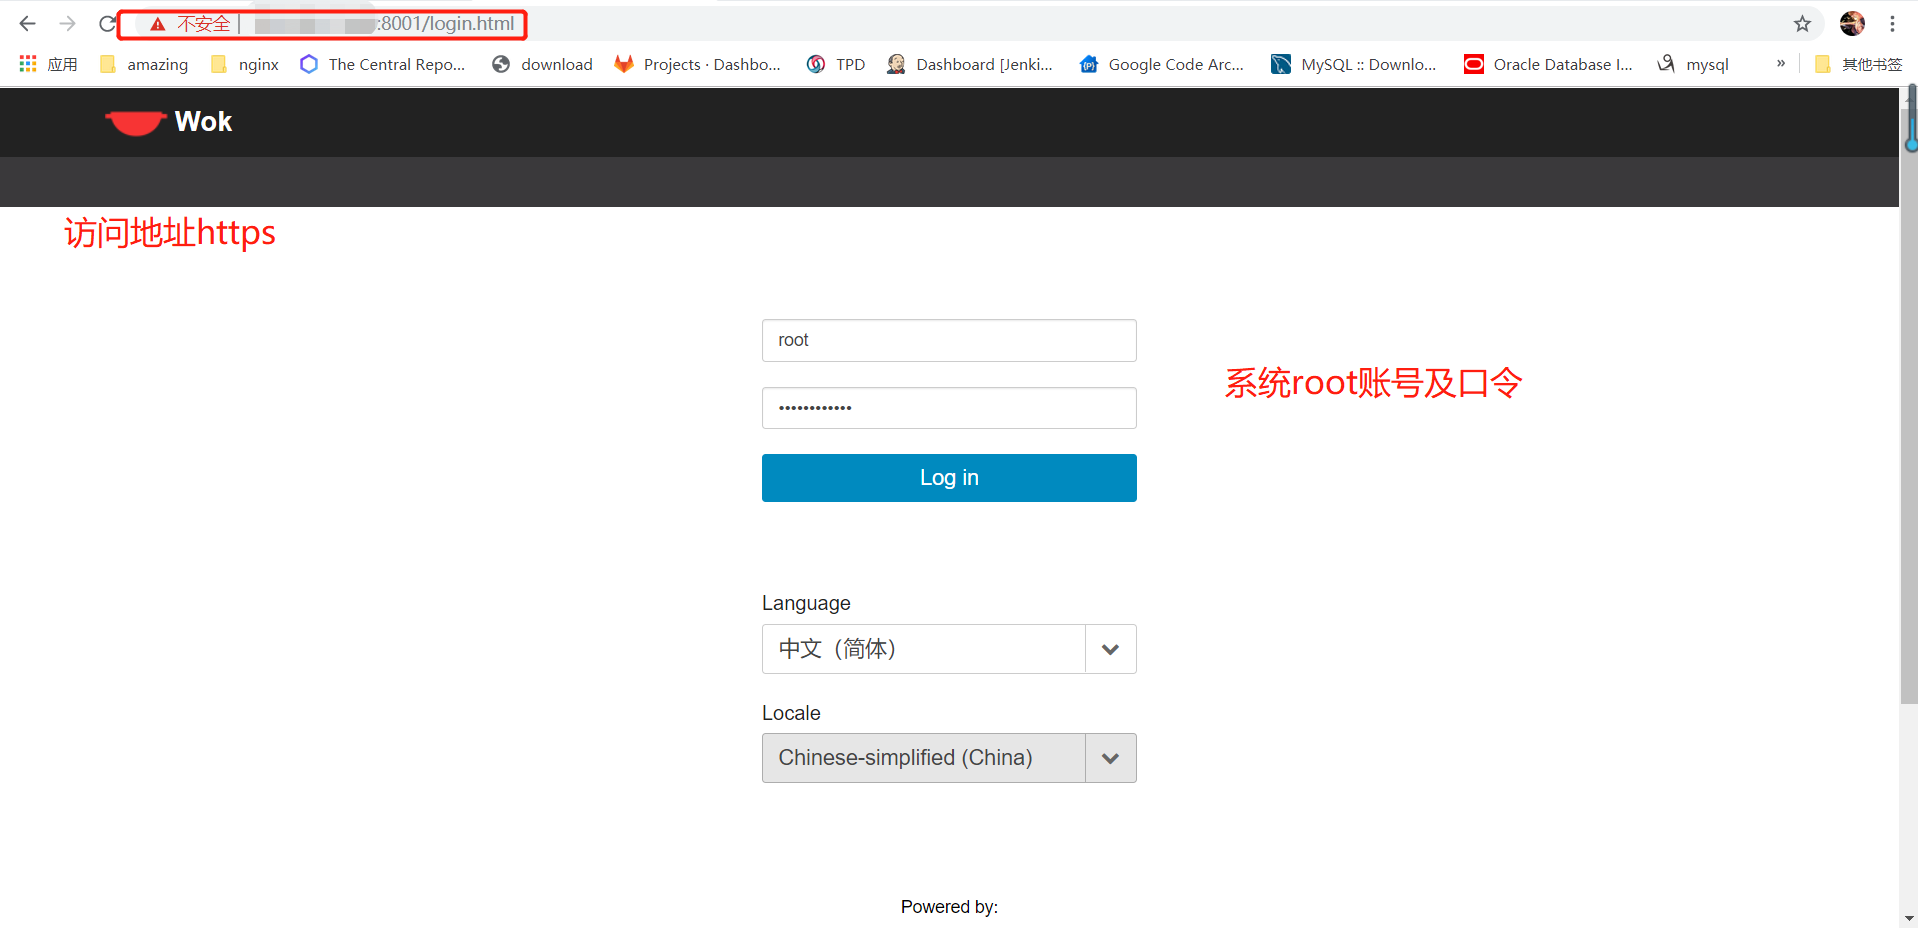 不安全 | :8001/login.html
应用 amazing nginx The Central Repo... download Projects · Dashbo... TPD Dashboard [Jenki... Google Code Arc... MySQL :: Downlo... Oracle Database I... mysql » 其他书签
Wok
访问地址https
root
系统root账号及口令
••••••••••••
Log in
Language
中文（简体）
Locale
Chinese-simplified (China)
Powered by: